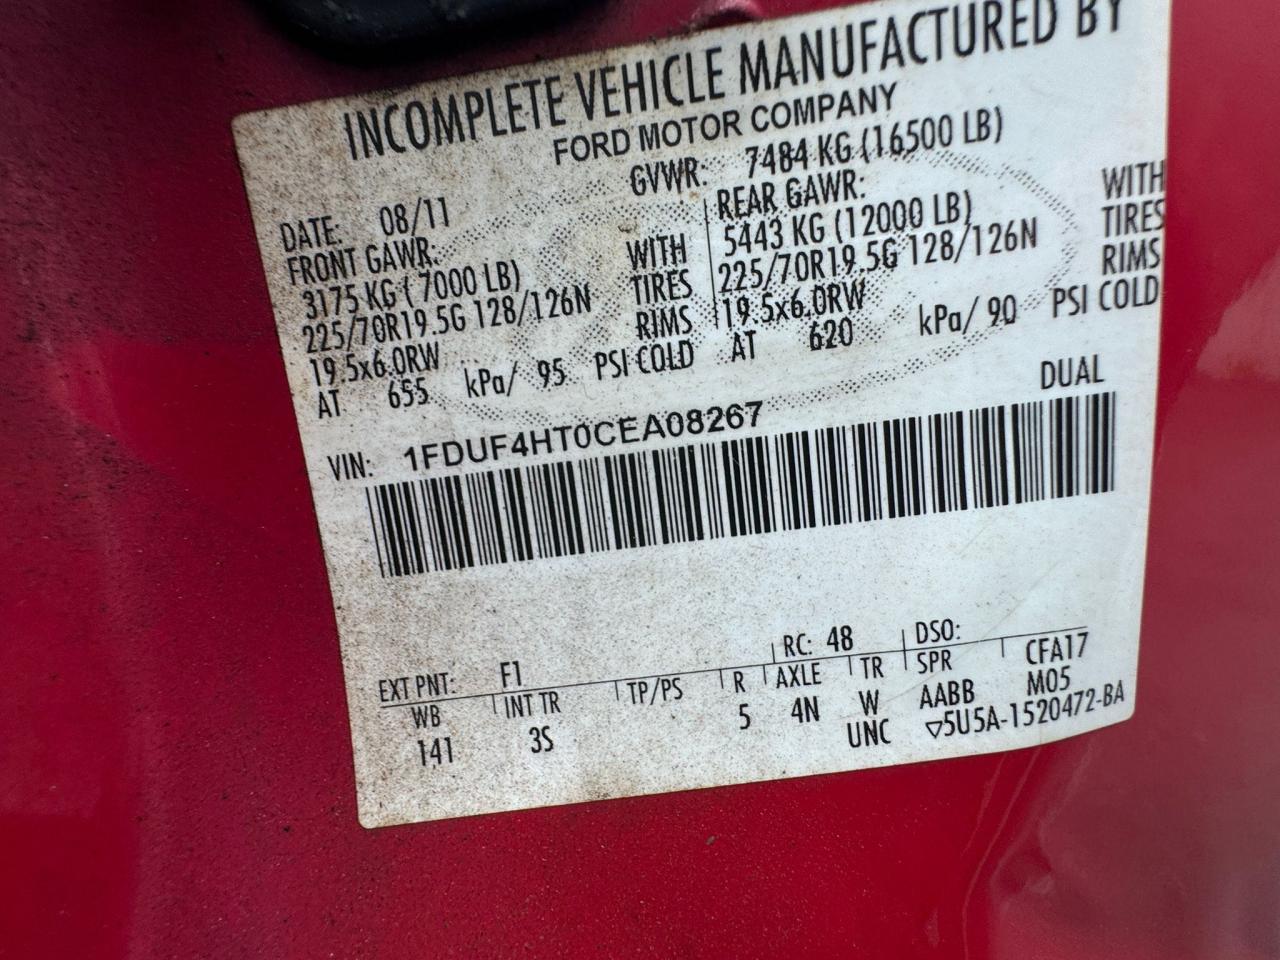 INCOMPLETE VEHICLE MANUFACTURED BY
FORD MOTOR COMPANY
GVWR: 7484 KG (16500 LB)
DATE: 08/11
FRONT GAWR:
3175 KG ( 7000 LB) WITH
225/70R19.5G 128/126N TIRES
19.5x6.0RW RIMS
AT 655 kPa/ 95 PSI COLD
REAR GAWR:
5443 KG (12000 LB) WITH
225/70R19.5G 128/126N TIRES
19.5x6.0RW RIMS
AT 620 kPa/ 90 PSI COLD
DUAL
VIN: 1FDUF4HT0CEA08267
EXT PNT: F1 RC: 48 DSO:
WB INT TR TP/PS R AXLE TR SPR CFA17
141 3S 5 4N W AABB M05
UNC ▽5U5A-1520472-BA